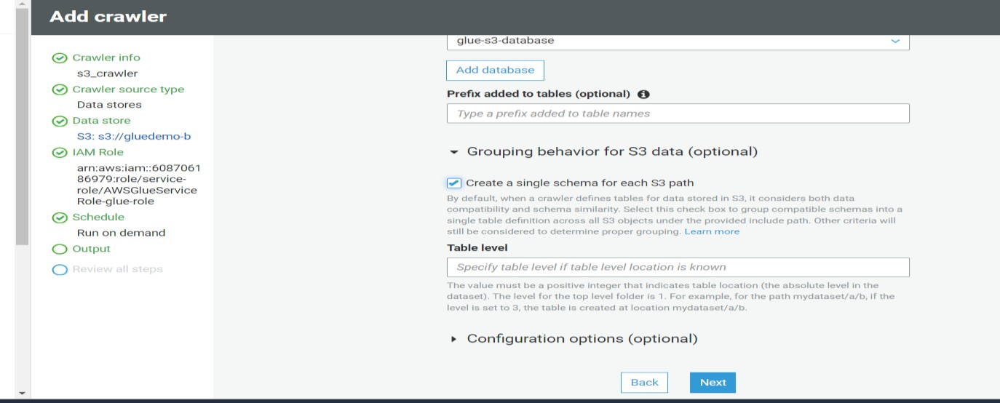 Add crawler
Crawler info
s3_crawler
Crawler source type
Data stores
Data store
S3: s3://gluedemo-b
IAM Role
arn:aws:iam::6087061
86979:role/service-
role/AWSGlueService
Role-glue-role
Schedule
Run on demand
Output
Review all steps
glue-s3-database
Add database
Prefix added to tables (optional)
Type a prefix added to table names
Grouping behavior for S3 data (optional)
Create a single schema for each S3 path
By default, when a crawler defines tables for data stored in S3, it considers both data
compatibility and schema similarity. Select this check box to group compatible schemas into a
single table definition across all S3 objects under the provided include path. Other criteria will
still be considered to determine proper grouping. Learn more
Table level
Specify table level if table level location is known
The value must be a positive integer that indicates table location (the absolute level in the
dataset). The level for the top level folder is 1. For example, for the path mydataset/a/b, if the
level is set to 3, the table is created at location mydataset/a/b.
Configuration options (optional)
Back
Next